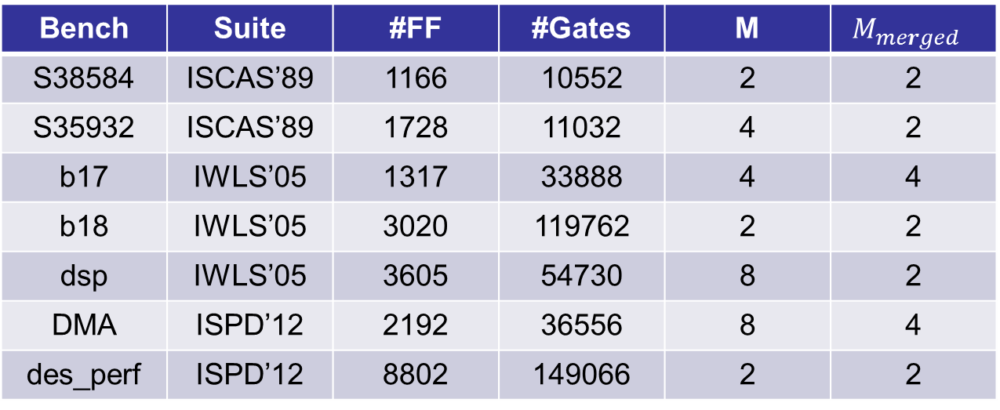 Bench Suite #FF #Gates M M_merged
S38584 ISCAS’89 1166 10552 2 2
S35932 ISCAS’89 1728 11032 4 2
b17 IWLS’05 1317 33888 4 4
b18 IWLS’05 3020 119762 2 2
dsp IWLS’05 3605 54730 8 2
DMA ISPD’12 2192 36556 8 4
des_perf ISPD’12 8802 149066 2 2